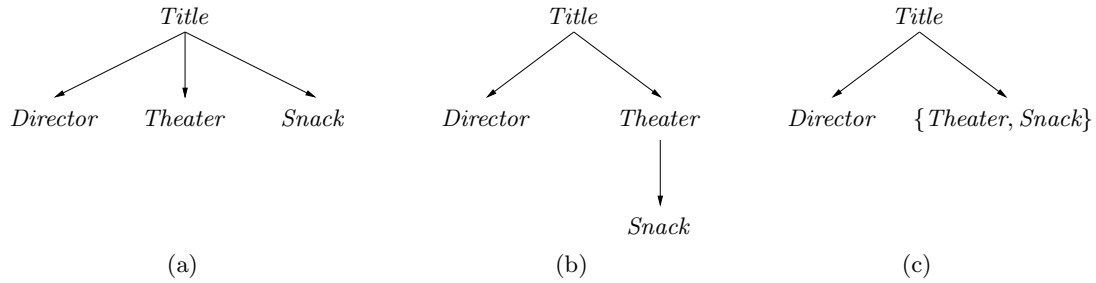 Title Title Title
Director Theater Snack Director Theater Director {Theater, Snack}
Snack
(a) (b) (c)